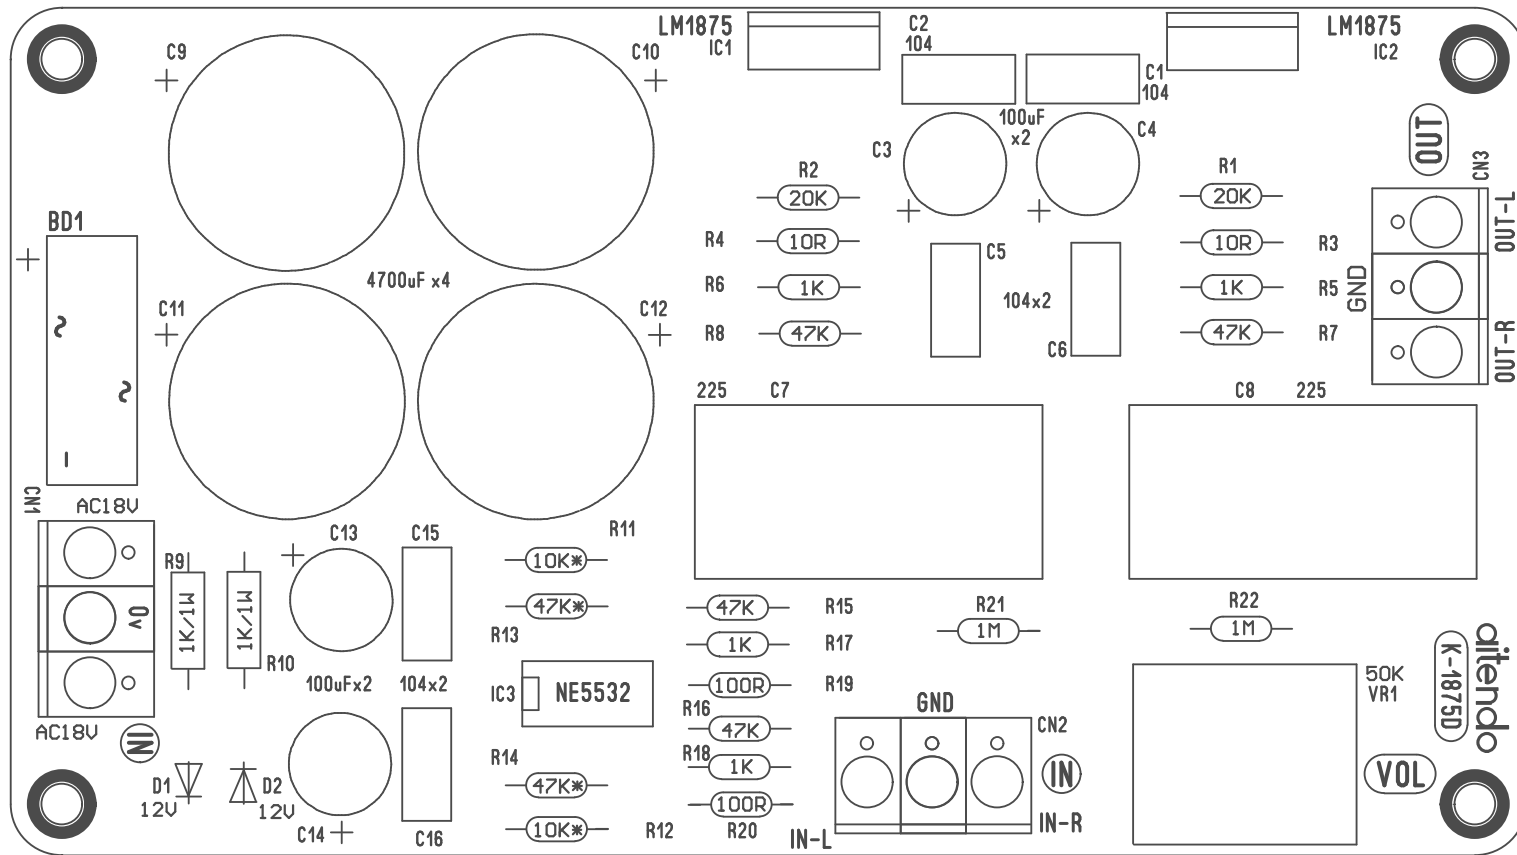 LM1875
IC1
C2
104
LM1875
IC2
C9
C10
C1
104
100uF
x2
C3
C4
OUT
CN3
R2
20K
R1
20K
BD1
OUT-L
R4
10R
C5
10R
R3
4700uF x4
R6
1K
104x2
1K
R5
GND
C11
C12
R8
47K
C6
47K
R7
OUT-R
225
C7
C8
225
CN1
AC18V
R11
C13
C15
10K*
R9
47K*
47K
R15
R21
1M
R22
1M
0v
1K/1W
1K/1W
R13
1K
R17
R10
100uFx2
104x2
IC3
NE5532
100R
R19
50K
VR1
aitendo
K-1875D
AC18V
IN
R16
47K
GND
CN2
R14
R18
1K
IN
VOL
D1
12V
D2
12V
47K*
100R
C14
C16
10K*
R12
R20
IN-L
IN-R